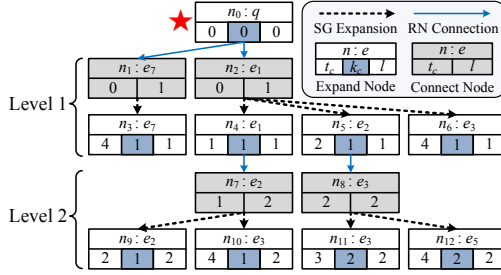 n0 : q
0 0 0
SG Expansion RN Connection
n : e n : e
tc kc l tc l
Expand Node Connect Node
Level 1
n1 : e7 n2 : e1
0 1 0 1
n3 : e7 n4 : e1 n5 : e2 n6 : e3
4 1 1 1 1 1 2 1 1 4 1 1
Level 2
n7 : e2 n8 : e3
1 2 2 2
n9 : e2 n10 : e3 n11 : e3 n12 : e5
2 1 2 4 1 2 3 2 2 4 2 2